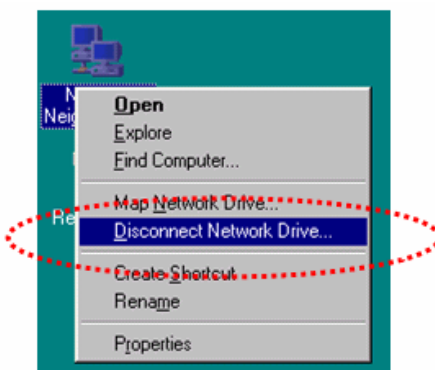 Open
Explore
Find Computer...
Map Network Drive...
Disconnect Network Drive...
Create Shortcut
Rename
Properties